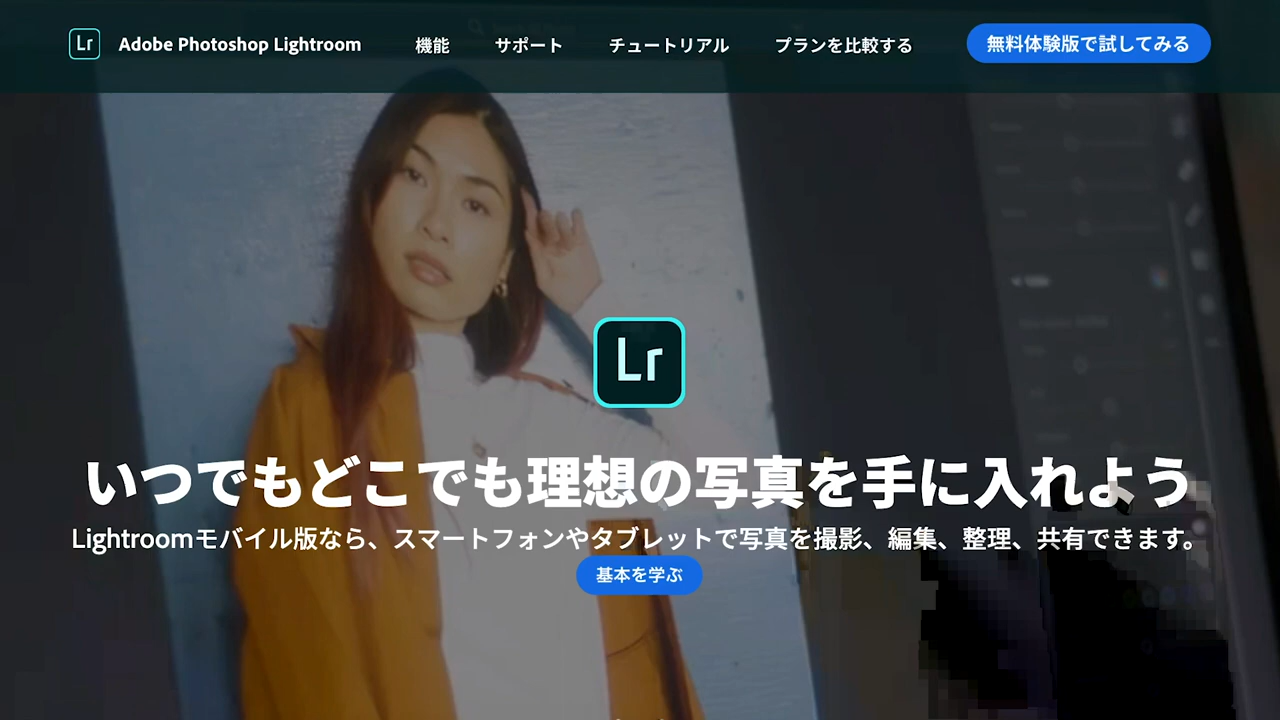 Lr Adobe Photoshop Lightroom 機能 サポート チュートリアル プランを比較する 無料体験版で試してみる
Lr
いつでもどこでも理想の写真を手に入れよう
Lightroomモバイル版なら、スマートフォンやタブレットで写真を撮影、編集、整理、共有できます。
基本を学ぶ